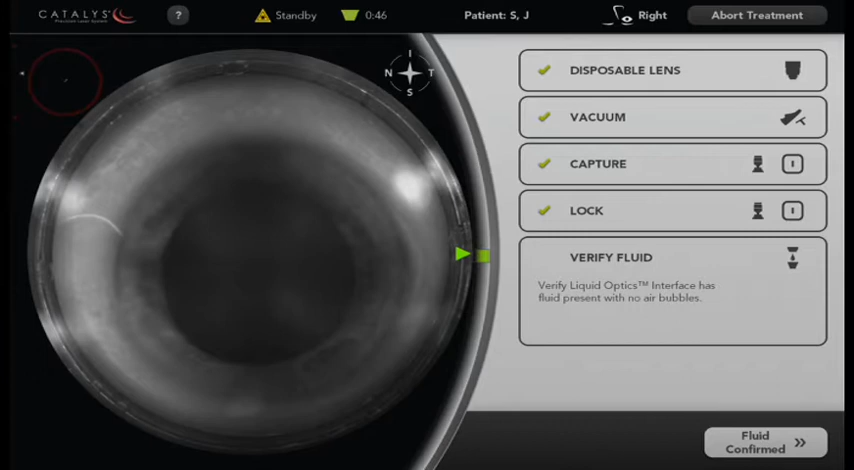 CATALYS
Precision Laser System
?
Standby
0:46
Patient: S, J
Right
Abort Treatment
I
N
T
S
DISPOSABLE LENS
VACUUM
CAPTURE
I
LOCK
I
VERIFY FLUID
Verify Liquid Optics™ Interface has
fluid present with no air bubbles.
Fluid
Confirmed